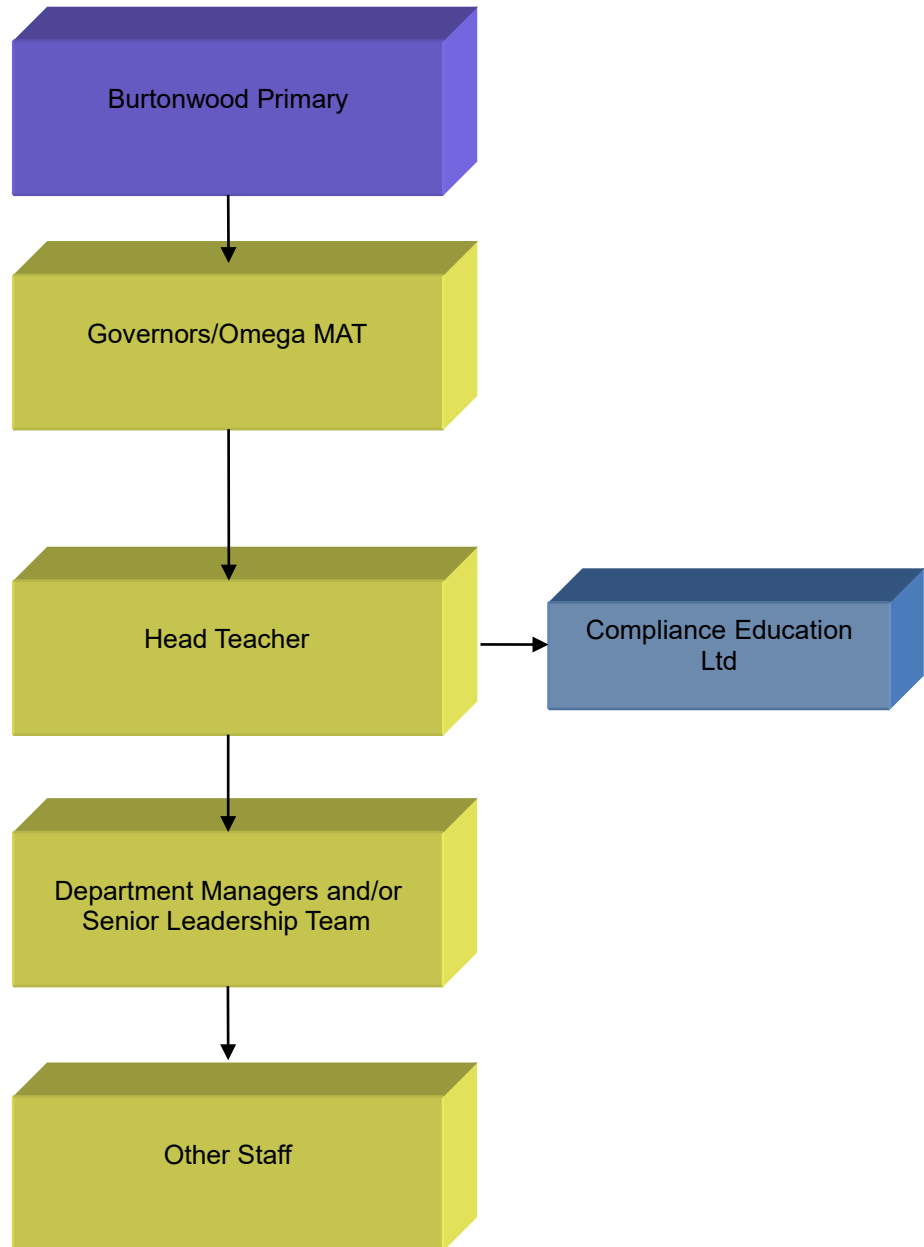 Burtonwood Primary
Governors/Omega MAT
Head Teacher
Compliance Education
Ltd
Department Managers and/or
Senior Leadership Team
Other Staff